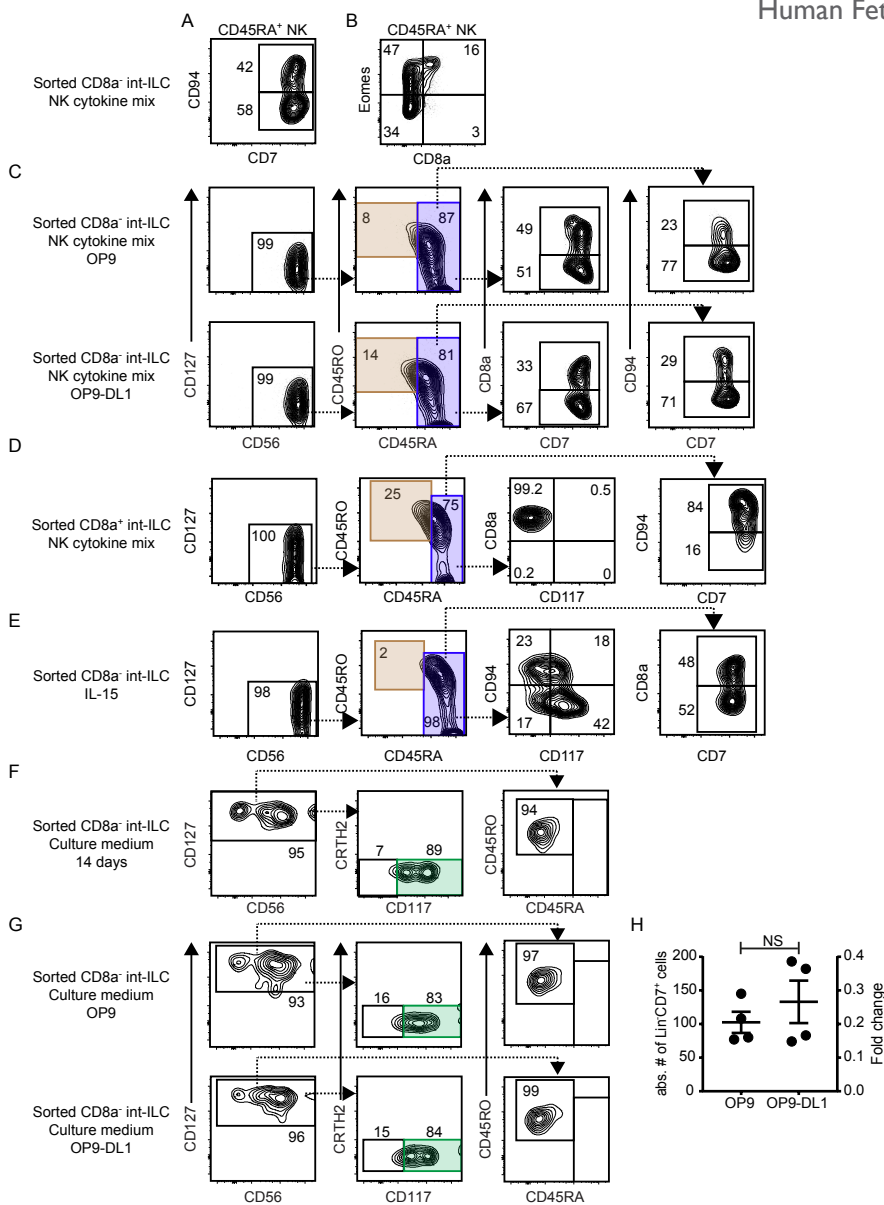 Human Fet
A
CD45RA⁺ NK
B
CD45RA⁺ NK
Sorted CD8a⁻ int-ILC
NK cytokine mix
CD94
42
58
CD7
Eomes
47
16
34
3
CD8a
C
Sorted CD8a⁻ int-ILC
NK cytokine mix
OP9
99
8
87
49
51
23
77
Sorted CD8a⁻ int-ILC
NK cytokine mix
OP9-DL1
CD127
99
CD45RO
14
81
CD8a
33
67
CD94
29
71
CD56
CD45RA
CD7
CD7
D
Sorted CD8a⁺ int-ILC
NK cytokine mix
CD127
100
CD45RO
25
75
CD8a
99.2
0.5
0.2
0
CD94
84
16
CD56
CD45RA
CD117
CD7
E
Sorted CD8a⁻ int-ILC
IL-15
CD127
98
CD45RO
2
98
CD94
23
18
17
42
CD8a
48
52
CD56
CD45RA
CD117
CD7
F
Sorted CD8a⁻ int-ILC
Culture medium
14 days
CD127
95
CRTH2
7
89
CD45RO
94
CD56
CD117
CD45RA
G
Sorted CD8a⁻ int-ILC
Culture medium
OP9
93
16
83
97
Sorted CD8a⁻ int-ILC
Culture medium
OP9-DL1
CD127
96
CRTH2
15
84
CD45RO
99
CD56
CD117
CD45RA
H
NS
abs. # of Lin⁻CD7⁺ cells
200
150
100
50
0
Fold change
0.4
0.3
0.2
0.1
0.0
OP9
OP9-DL1